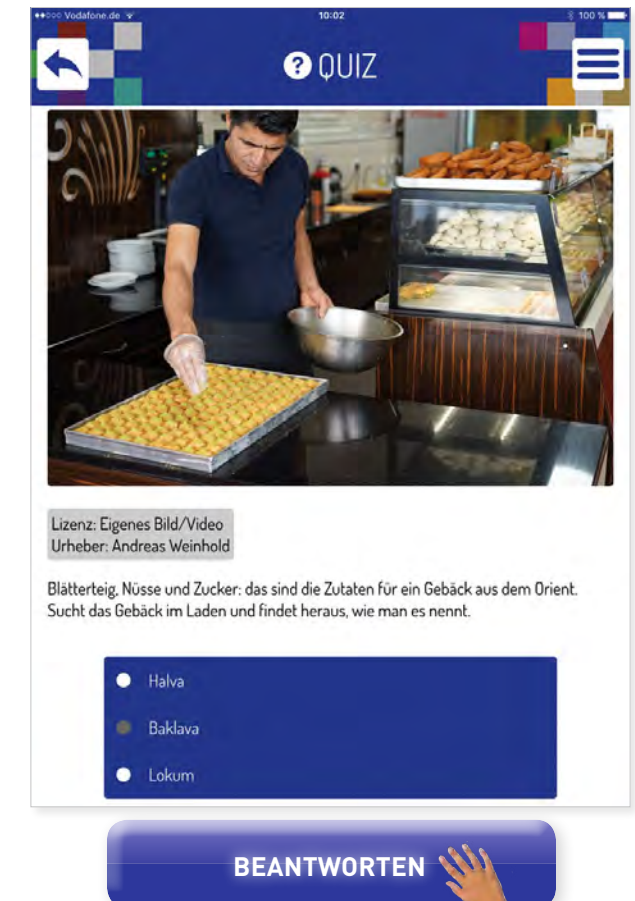 ●●○○○ Vodafone.de 10:02 100 %
? QUIZ
Lizenz: Eigenes Bild/Video
Urheber: Andreas Weinhold
Blätterteig, Nüsse und Zucker: das sind die Zutaten für ein Gebäck aus dem Orient.
Sucht das Gebäck im Laden und findet heraus, wie man es nennt.
Halva
Baklava
Lokum
BEANTWORTEN